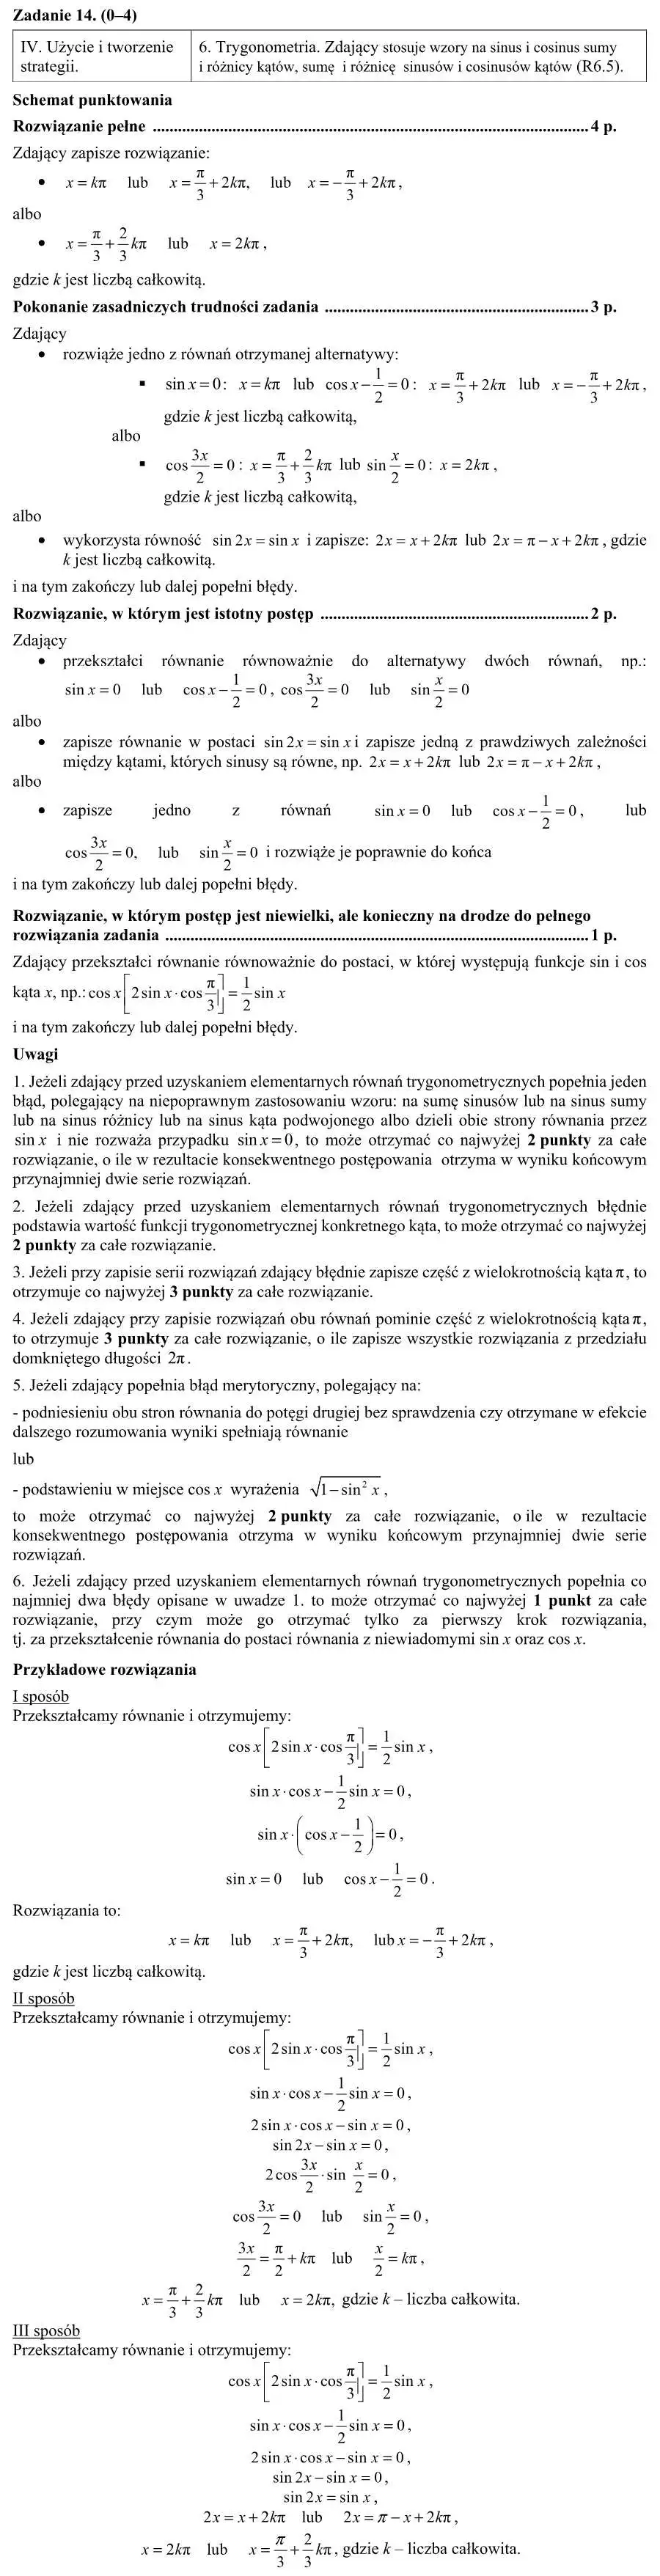 Zadanie 14. (0–4)
IV. Użycie i tworzenie strategii.
6. Trygonometria. Zdający stosuje wzory na sinus i cosinus sumy i różnicy kątów, sumę i różnicę sinusów i cosinusów kątów (R6.5).
Schemat punktowania
Rozwiązanie pełne ........................................................................................................ 4 p.
Zdający zapisze rozwiązanie:
• x = kπ lub x = π/3 + 2kπ, lub x = −π/3 + 2kπ,
albo
• x = π/3 + 2/3 kπ lub x = 2kπ,
gdzie k jest liczbą całkowitą.
Pokonanie zasadniczych trudności zadania ............................................................... 3 p.
Zdający
• rozwiąże jedno z równań otrzymanej alternatywy:
▪ sin x = 0: x = kπ lub cos x − 1/2 = 0: x = π/3 + 2kπ lub x = −π/3 + 2kπ,
gdzie k jest liczbą całkowitą,
albo
▪ cos 3x/2 = 0: x = π/3 + 2/3 kπ lub sin x/2 = 0: x = 2kπ,
gdzie k jest liczbą całkowitą,
albo
• wykorzysta równość sin 2x = sin x i zapisze: 2x = x + 2kπ lub 2x = π − x + 2kπ, gdzie
k jest liczbą całkowitą.
i na tym zakończy lub dalej popełni błędy.
Rozwiązanie, w którym jest istotny postęp ................................................................ 2 p.
Zdający
• przekształci równanie równoważnie do alternatywy dwóch równań, np.:
sin x = 0 lub cos x − 1/2 = 0, cos 3x/2 = 0 lub sin x/2 = 0
albo
• zapisze równanie w postaci sin 2x = sin x i zapisze jedną z prawdziwych zależności
między kątami, których sinusy są równe, np. 2x = x + 2kπ lub 2x = π − x + 2kπ,
albo
• zapisze jedno z równań sin x = 0 lub cos x − 1/2 = 0, lub
cos 3x/2 = 0, lub sin x/2 = 0 i rozwiąże je poprawnie do końca
i na tym zakończy lub dalej popełni błędy.
Rozwiązanie, w którym postęp jest niewielki, ale konieczny na drodze do pełnego
rozwiązania zadania ..................................................................................................... 1 p.
Zdający przekształci równanie równoważnie do postaci, w której występują funkcje sin i cos
kąta x, np.: cos x [2 sin x · cos π/3] = 1/2 sin x
i na tym zakończy lub dalej popełni błędy.
Uwagi
1. Jeżeli zdający przed uzyskaniem elementarnych równań trygonometrycznych popełnia jeden
błąd, polegający na niepoprawnym zastosowaniu wzoru: na sumę sinusów lub na sinus sumy
lub na sinus różnicy lub na sinus kąta podwojonego albo dzieli obie strony równania przez
sin x i nie rozważa przypadku sin x = 0, to może otrzymać co najwyżej 2 punkty za całe
rozwiązanie, o ile w rezultacie konsekwentnego postępowania otrzyma w wyniku końcowym
przynajmniej dwie serie rozwiązań.
2. Jeżeli zdający przed uzyskaniem elementarnych równań trygonometrycznych błędnie
podstawia wartość funkcji trygonometrycznej konkretnego kąta, to może otrzymać co najwyżej
2 punkty za całe rozwiązanie.
3. Jeżeli przy zapisie serii rozwiązań zdający błędnie zapisze część z wielokrotnością kąta π, to
otrzymuje co najwyżej 3 punkty za całe rozwiązanie.
4. Jeżeli zdający przy zapisie rozwiązań obu równań pominie część z wielokrotnością kąta π,
to otrzymuje 3 punkty za całe rozwiązanie, o ile zapisze wszystkie rozwiązania z przedziału
domkniętego długości 2π.
5. Jeżeli zdający popełnia błąd merytoryczny, polegający na:
- podniesieniu obu stron równania do potęgi drugiej bez sprawdzenia czy otrzymane w efekcie
dalszego rozumowania wyniki spełniają równanie
lub
- podstawieniu w miejsce cos x wyrażenia √(1 − sin² x),
to może otrzymać co najwyżej 2 punkty za całe rozwiązanie, o ile w rezultacie
konsekwentnego postępowania otrzyma w wyniku końcowym przynajmniej dwie serie
rozwiązań.
6. Jeżeli zdający przed uzyskaniem elementarnych równań trygonometrycznych popełnia co
najmniej dwa błędy opisane w uwadze 1. to może otrzymać co najwyżej 1 punkt za całe
rozwiązanie, przy czym może go otrzymać tylko za pierwszy krok rozwiązania,
tj. za przekształcenie równania do postaci równania z niewiadomymi sin x oraz cos x.
Przykładowe rozwiązania
I sposób
Przekształcamy równanie i otrzymujemy:
cos x [2 sin x · cos π/3] = 1/2 sin x,
sin x · cos x − 1/2 sin x = 0,
sin x · (cos x − 1/2) = 0,
sin x = 0 lub cos x − 1/2 = 0.
Rozwiązania to:
x = kπ lub x = π/3 + 2kπ, lub x = −π/3 + 2kπ,
gdzie k jest liczbą całkowitą.
II sposób
Przekształcamy równanie i otrzymujemy:
cos x [2 sin x · cos π/3] = 1/2 sin x,
sin x · cos x − 1/2 sin x = 0,
2 sin x · cos x − sin x = 0,
sin 2x − sin x = 0,
2 cos 3x/2 · sin x/2 = 0,
cos 3x/2 = 0 lub sin x/2 = 0,
3x/2 = π/2 + kπ lub x/2 = kπ,
x = π/3 + 2/3 kπ lub x = 2kπ, gdzie k – liczba całkowita.
III sposób
Przekształcamy równanie i otrzymujemy:
cos x [2 sin x · cos π/3] = 1/2 sin x,
sin x · cos x − 1/2 sin x = 0,
2 sin x · cos x − sin x = 0,
sin 2x − sin x = 0,
sin 2x = sin x,
2x = x + 2kπ lub 2x = π − x + 2kπ,
x = 2kπ lub x = π/3 + 2/3 kπ, gdzie k – liczba całkowita.